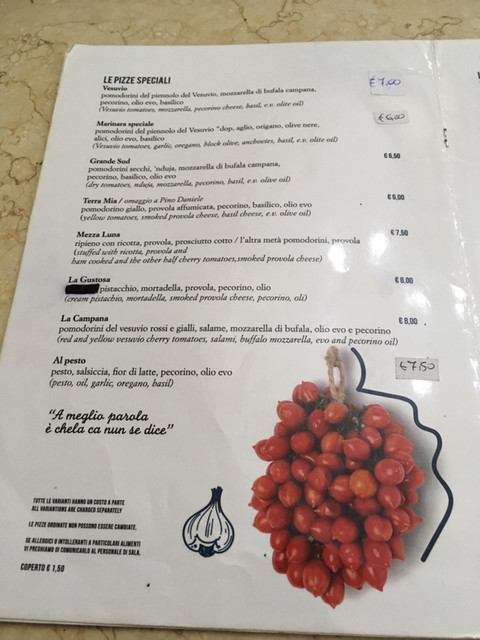 LE PIZZE SPECIALI
Vesuvio
€ 7,00
pomodorini del piennolo del Vesuvio, mozzarella di bufala campana,
pecorino, olio evo, basilico
(Vesuvio tomatoes, mozzarella, pecorino cheese, basil, e.v. olite oil)
Marinara speciale
€ 6,00
pomodorini del piennolo del Vesuvio "dop, aglio, origano, olive nere,
alici, olio evo, basilico
(Vesuvio tomatoes, garlic, oregano, block olive, anchovies, basil, e.v. olite oil)
Grande Sud
€ 6,50
pomodorini secchi, 'nduja, mozzarella di bufala campana,
pecorino, basilico, olio evo
(dry tomatoes, nduja, mozzarella, pecorino, basil, e.v. olive oil)
Terra Mia / omaggio a Pino Daniele
€ 6,00
pomodorino giallo, provola affumicata, pecorino, basilico, olio evo
(yellow tomatoes, smoked provola cheese, basil cheese, e.v. olive oil)
Mezza Luna
€ 7,50
ripieno con ricotta, provola, prosciutto cotto / l'altra metà pomodorini, provola
(stuffed with ricotta, provola and
ham cooked and the other half cherry tomatoes,smoked provola cheese)
La Gustosa
€ 8,00
pistacchio, mortadella, provola, pecorino, olio
(cream pistachio, mortadella, smoked provola cheese, pecorino, oli)
La Campana
€ 8,00
pomodorini del vesuvio rossi e gialli, salame, mozzarella di bufala, olio evo e pecorino
(red and yellow vesuvio cherry tomatoes, salami, buffalo mozzarella, evo and pecorino oil)
Al pesto
€ 7,50
pesto, salsiccia, fior di latte, pecorino, olio evo
(pesto, oil, garlic, oregano, basil)
"A meglio parola
è chela ca nun se dice"
TUTTE LE VARIANTI HANNO UN COSTO A PARTE
ALL VARIANTIONS ARE CHARGED SEPARATELY
LE PIZZE ORDINATE NON POSSONO ESSERE CAMBIATE.
SE ALLERGICI O INTOLLERANTI A PARTICOLARI ALIMENTI
VI PREGHIAMO DI COMUNICARLO AL PERSONALE DI SALA.
COPERTO € 1,50